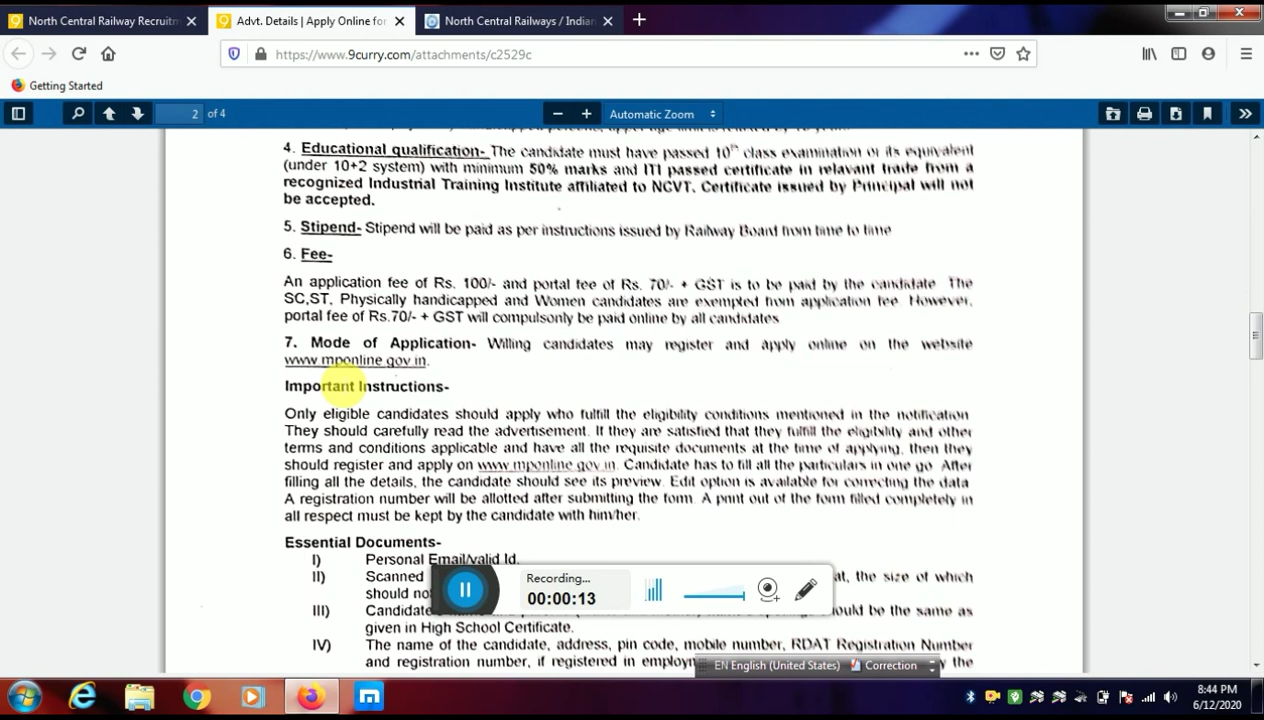 North Central Railway Recruitm
Advt. Details | Apply Online for
North Central Railways / Indian
https://www.9curry.com/attachments/c2529c
Getting Started
2 of 4
Automatic Zoom
4. Educational qualification- The candidate must have passed 10th class examination or its equivalent
(under 10+2 system) with minimum 50% marks and ITI passed certificate in relevant trade from a
recognized Industrial Training Institute affiliated to NCVT. Certificate issued by Principal will not
be accepted.
5. Stipend- Stipend will be paid as per instructions issued by Railway Board from time to time
6. Fee-
An application fee of Rs. 100/- and portal fee of Rs. 70/- + GST is to be paid by the candidate. The
SC,ST, Physically handicapped and Women candidates are exempted from application fee. However,
portal fee of Rs.70/- + GST will compulsorily be paid online by all candidates
7. Mode of Application- Willing candidates may register and apply online on the website
www.mponline.gov.in.
Important Instructions-
Only eligible candidates should apply who fulfill the eligibility conditions mentioned in the notification
They should carefully read the advertisement. If they are satisfied that they fulfill the eligibility and other
terms and conditions applicable and have all the requisite documents at the time of applying, then they
should register and apply on www.mponline.gov.in. Candidate has to fill all the particulars in one go. After
filling all the details, the candidate should see its preview. Edit option is available for correcting the data
A registration number will be allotted after submitting the form. A print out of the form filled completely in
all respect must be kept by the candidate with him/her.
Essential Documents-
I) Personal Email/valid Id.
II) Scanned at, the size of which
should no
III) Candidate ould be the same as
given in High School Certificate.
IV) The name of the candidate, address, pin code, mobile number, RDAT Registration Number
and registration number, if registered in employ y the
Recording...
00:00:13
EN English (United States) Correction
8:44 PM
6/12/2020